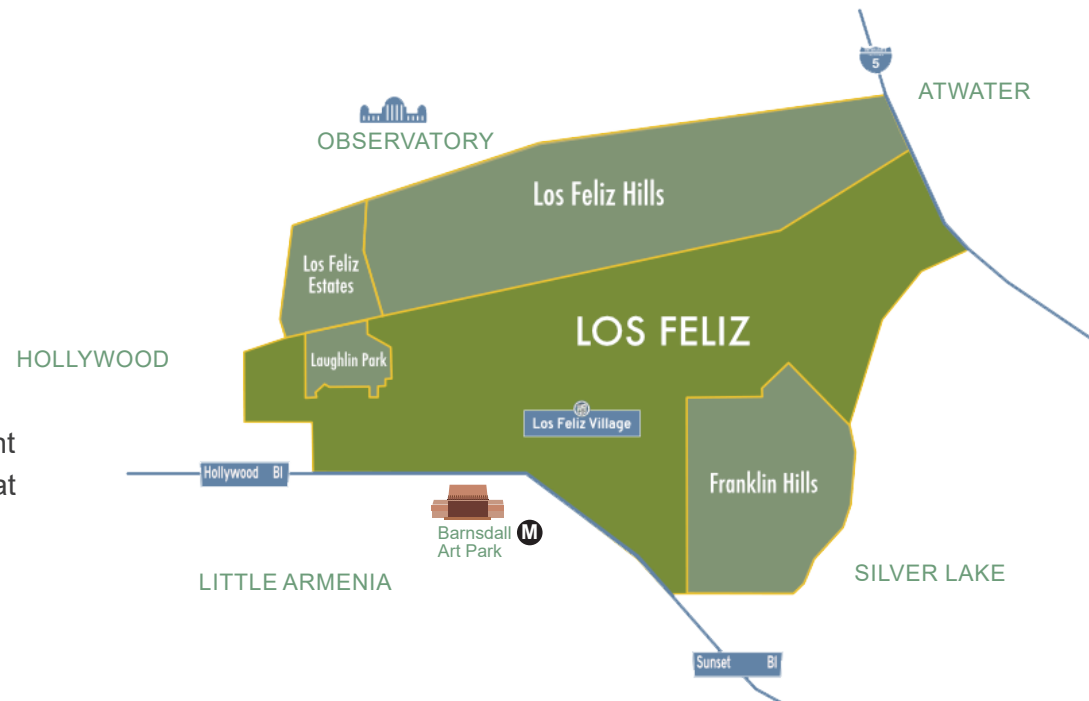 5
ATWATER
OBSERVATORY
Los Feliz Hills
Los Feliz
Estates
LOS FELIZ
HOLLYWOOD
Laughlin Park
Los Feliz Village
nt
at
Hollywood Bl
Franklin Hills
Barnsdall M
Art Park
LITTLE ARMENIA
SILVER LAKE
Sunset Bl